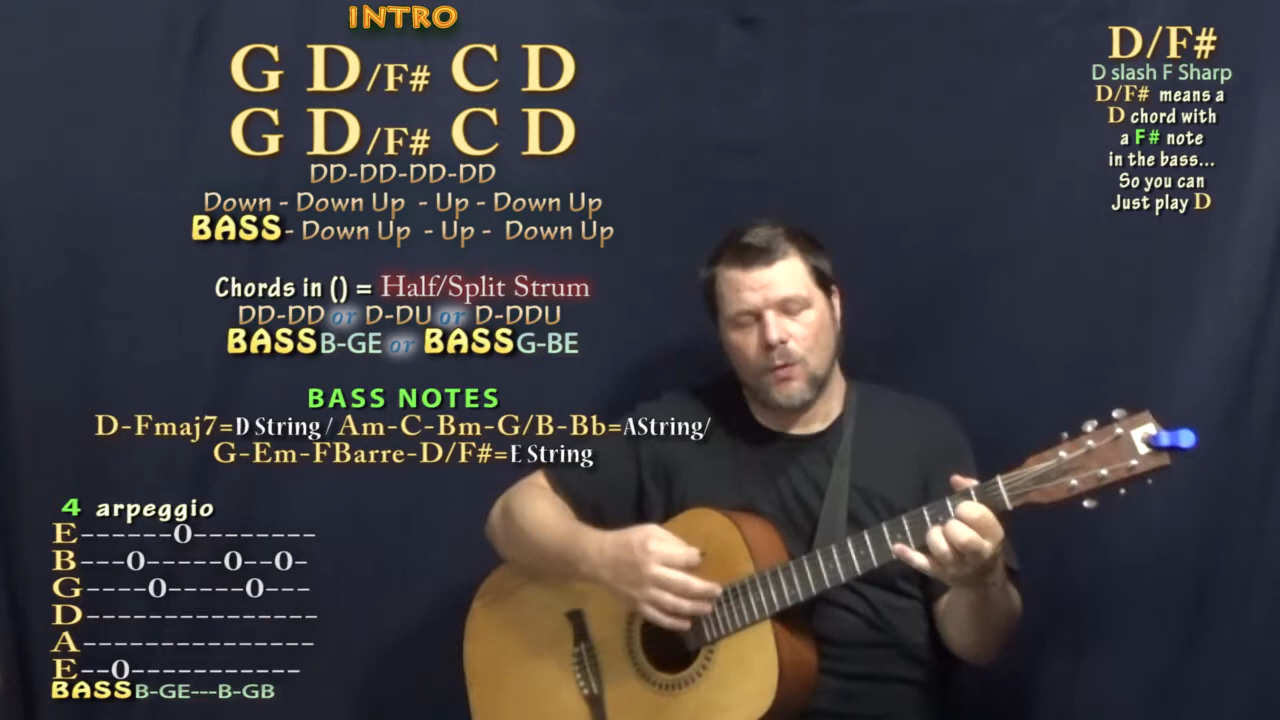 INTRO
G D/F# C D
G D/F# C D
DD-DD-DD-DD
Down - Down Up - Up - Down Up
BASS - Down Up - Up - Down Up
Chords in () = Half/Split Strum
DD-DD or D-DU or D-DDU
BASS B-GE or BASS G-BE
BASS NOTES
D-Fmaj7=D String / Am-C-Bm-G/B-Bb=AString/
G-Em-FBarre-D/F#=E String
4 arpeggio
E------0--------
B---0-----0--0-
G----0------0---
D----------------
A----------------
E--0------------
BASS B-GE---B-GB
D/F#
D slash F Sharp
D/F# means a
D chord with
a F# note
in the bass...
So you can
Just play D